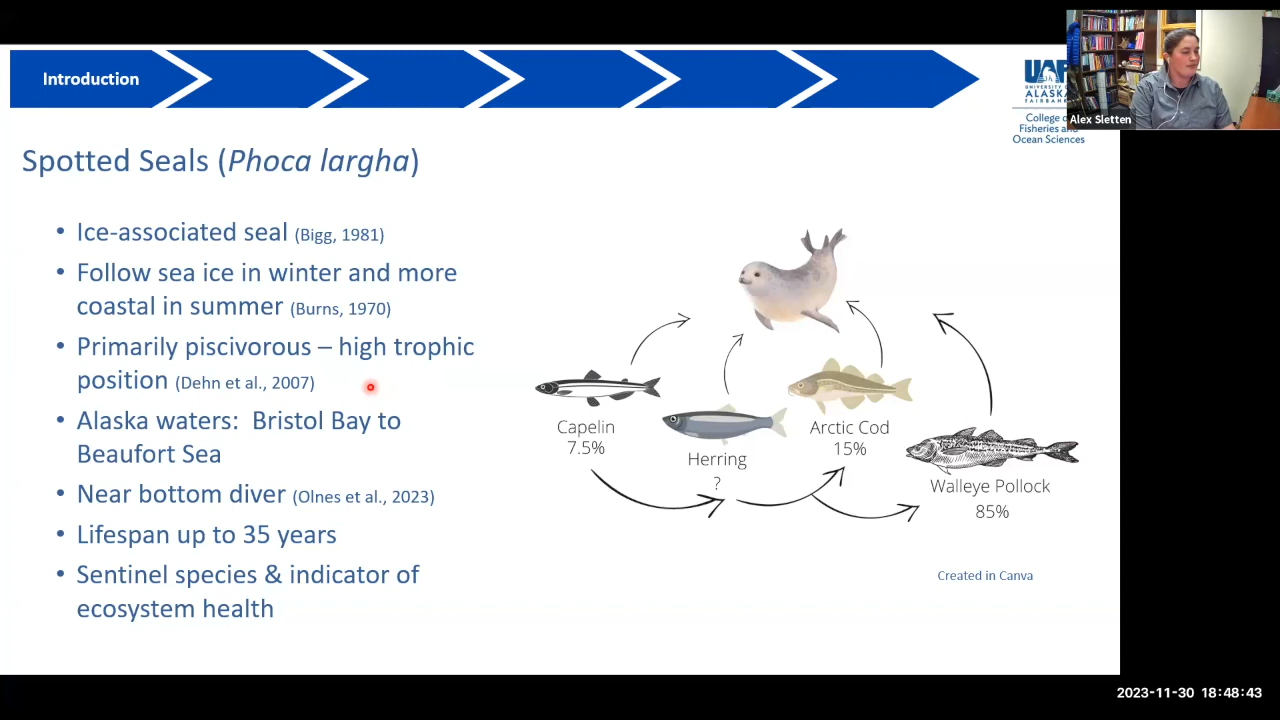 Introduction
UNIVERSITY OF
ALASKA
FAIRBANKS
College of
Fisheries and
Ocean Sciences
Alex Sletten
Spotted Seals (Phoca largha)
• Ice-associated seal (Bigg, 1981)
• Follow sea ice in winter and more
coastal in summer (Burns, 1970)
• Primarily piscivorous – high trophic
position (Dehn et al., 2007)
• Alaska waters: Bristol Bay to
Beaufort Sea
• Near bottom diver (Olnes et al., 2023)
• Lifespan up to 35 years
• Sentinel species & indicator of
ecosystem health
Capelin
7.5%
Herring
?
Arctic Cod
15%
Walleye Pollock
85%
Created in Canva
2023-11-30 18:48:43